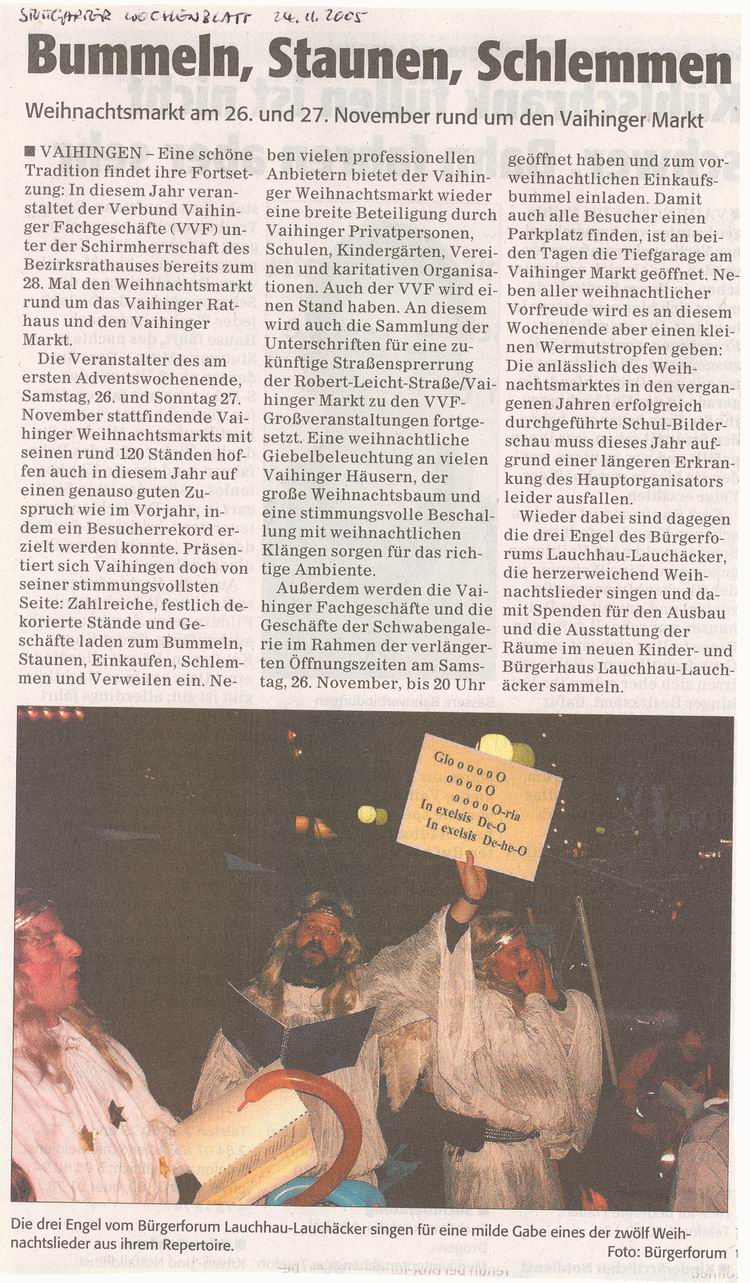 STUTTGARTER WOCHENBLATT 24.11.2005
Bummeln, Staunen, Schlemmen
Weihnachtsmarkt am 26. und 27. November rund um den Vaihinger Markt
■ VAIHINGEN – Eine schöne
Tradition findet ihre Fortset-
zung: In diesem Jahr veran-
staltet der Verbund Vaihin-
ger Fachgeschäfte (VVF) un-
ter der Schirmherrschaft des
Bezirksrathauses bereits zum
28. Mal den Weihnachtsmarkt
rund um das Vaihinger Rat-
haus und den Vaihinger
Markt.
Die Veranstalter des am
ersten Adventswochenende,
Samstag, 26. und Sonntag 27.
November stattfindende Vai-
hinger Weihnachtsmarkts mit
seinen rund 120 Ständen hof-
fen auch in diesem Jahr auf
einen genauso guten Zu-
spruch wie im Vorjahr, in-
dem ein Besucherrekord er-
zielt werden konnte. Präsen-
tiert sich Vaihingen doch von
seiner stimmungsvollsten
Seite: Zahlreiche, festlich de-
korierte Stände und Ge-
schäfte laden zum Bummeln,
Staunen, Einkaufen, Schlem-
men und Verweilen ein. Ne-
ben vielen professionellen
Anbietern bietet der Vaihin-
ger Weihnachtsmarkt wieder
eine breite Beteiligung durch
Vaihinger Privatpersonen,
Schulen, Kindergärten, Verei-
nen und karitativen Organisa-
tionen. Auch der VVF wird ei-
nen Stand haben. An diesem
wird auch die Sammlung der
Unterschriften für eine zu-
künftige Straßensprerrung
der Robert-Leicht-Straße/Vai-
hinger Markt zu den VVF-
Großveranstaltungen fortge-
setzt. Eine weihnachtliche
Giebelbeleuchtung an vielen
Vaihinger Häusern, der
große Weihnachtsbaum und
eine stimmungsvolle Beschal-
lung mit weihnachtlichen
Klängen sorgen für das rich-
tige Ambiente.
Außerdem werden die Vai-
hinger Fachgeschäfte und die
Geschäfte der Schwabengale-
rie im Rahmen der verlänger-
ten Öffnungszeiten am Sams-
tag, 26. November, bis 20 Uhr
geöffnet haben und zum vor-
weihnachtlichen Einkaufs-
bummel einladen. Damit
auch alle Besucher einen
Parkplatz finden, ist an bei-
den Tagen die Tiefgarage am
Vaihinger Markt geöffnet. Ne-
ben aller weihnachtlicher
Vorfreude wird es an diesem
Wochenende aber einen klei-
nen Wermutstropfen geben:
Die anlässlich des Weih-
nachtsmarktes in den vergan-
genen Jahren erfolgreich
durchgeführte Schul-Bilder-
schau muss dieses Jahr auf-
grund einer längeren Erkran-
kung des Hauptorganisators
leider ausfallen.
Wieder dabei sind dagegen
die drei Engel des Bürgerfo-
rums Lauchhau-Lauchäcker,
die herzerweichend Weih-
nachtslieder singen und da-
mit Spenden für den Ausbau
und die Ausstattung der
Räume im neuen Kinder- und
Bürgerhaus Lauchhau-Lauch-
äcker sammeln.
Glo o o o o O
o o o o O
o o o o O-ria
In exelsis De-O
In exelsis De-he-O
Die drei Engel vom Bürgerforum Lauchhau-Lauchäcker singen für eine milde Gabe eines der zwölf Weih-
nachtslieder aus ihrem Repertoire.
Foto: Bürgerforum